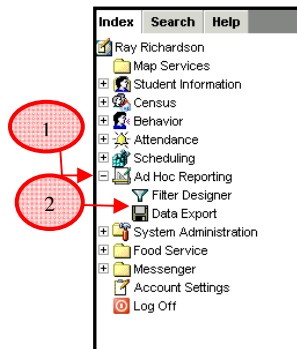 Index Search Help
Ray Richardson
Map Services
Student Information
Census
Behavior
1
Attendance
Scheduling
Ad Hoc Reporting
Filter Designer
2
Data Export
System Administration
Food Service
Messenger
Account Settings
Log Off